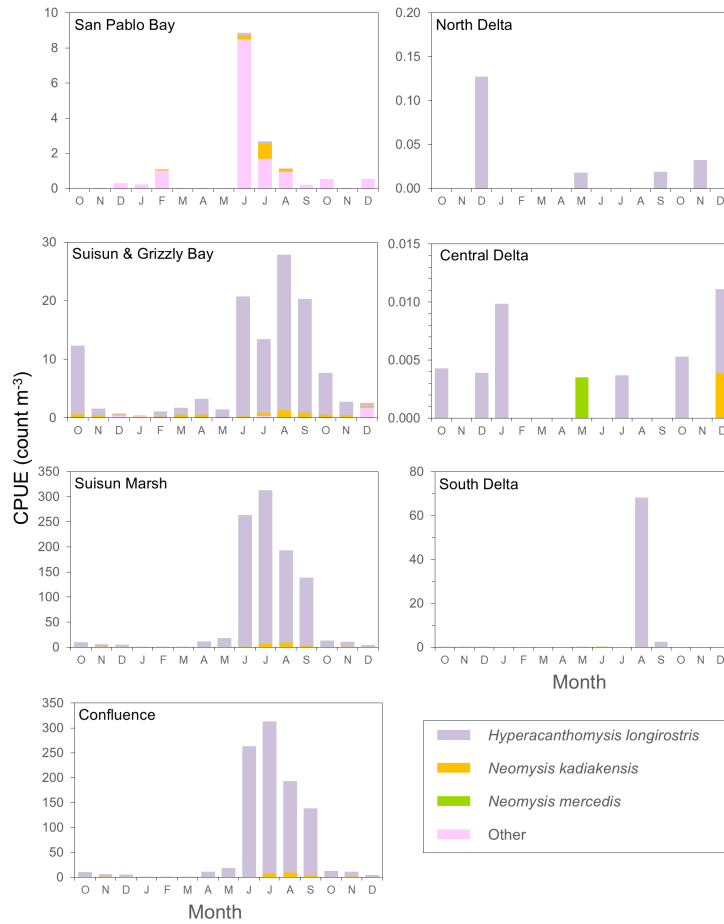 San Pablo Bay
10
8
6
4
2
0
O N D J F M A M J J A S O N D
North Delta
0.20
0.15
0.10
0.05
0.00
O N D J F M A M J J A S O N D
Suisun & Grizzly Bay
30
20
10
0
O N D J F M A M J J A S O N D
Central Delta
0.015
0.010
0.005
0.000
O N D J F M A M J J A S O N D
CPUE (count m-3)
Suisun Marsh
350
300
250
200
150
100
50
0
O N D J F M A M J J A S O N D
South Delta
80
60
40
20
0
O N D J F M A M J J A S O N D
Month
Confluence
350
300
250
200
150
100
50
0
O N D J F M A M J J A S O N D
Month
Hyperacanthomysis longirostris
Neomysis kadiakensis
Neomysis mercedis
Other